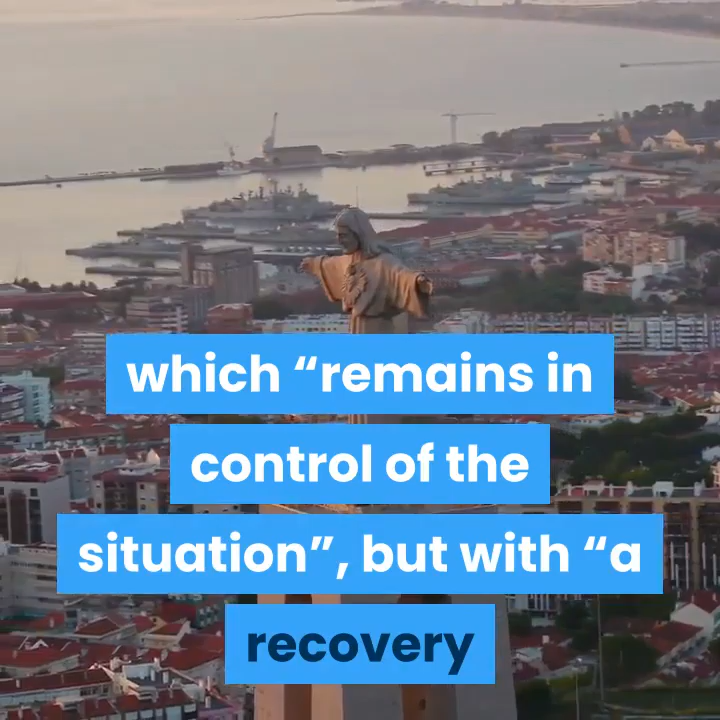 which “remains in
control of the
situation”, but with “a
recovery